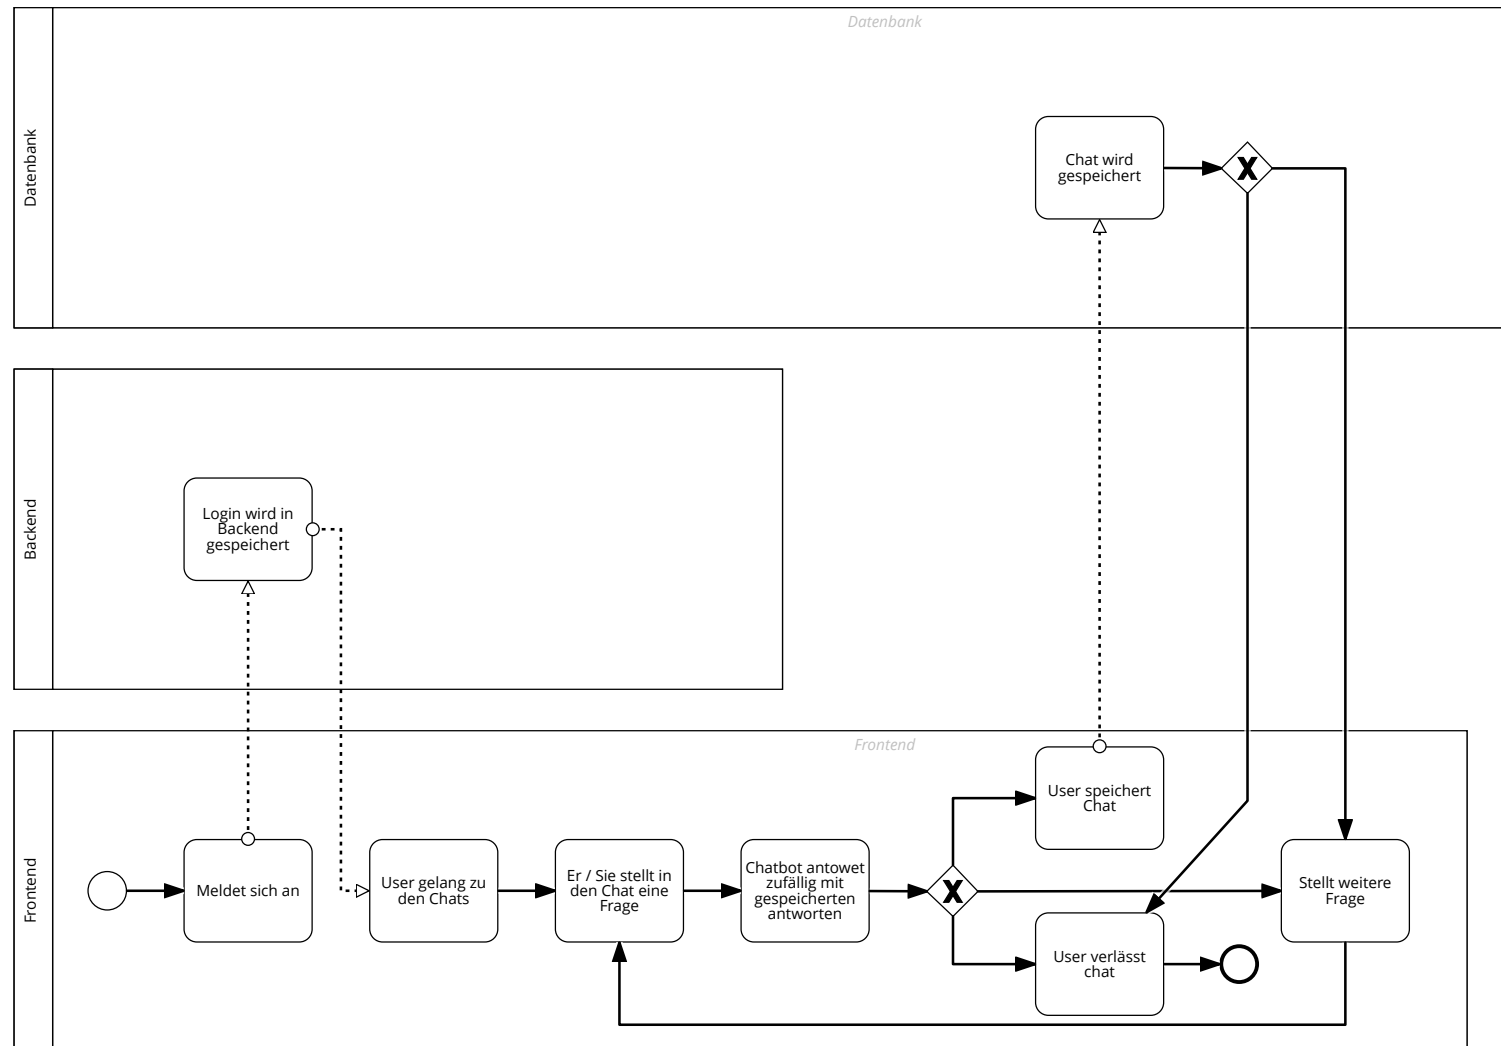 Datenbank
Datenbank
Chat wird
gespeichert
Backend
Login wird in
Backend
gespeichert
Frontend
Frontend
Meldet sich an
User gelang zu
den Chats
Er / Sie stellt in
den Chat eine
Frage
Chatbot antowet
zufällig mit
gespeicherten
antworten
User speichert
Chat
User verlässt
chat
Stellt weitere
Frage